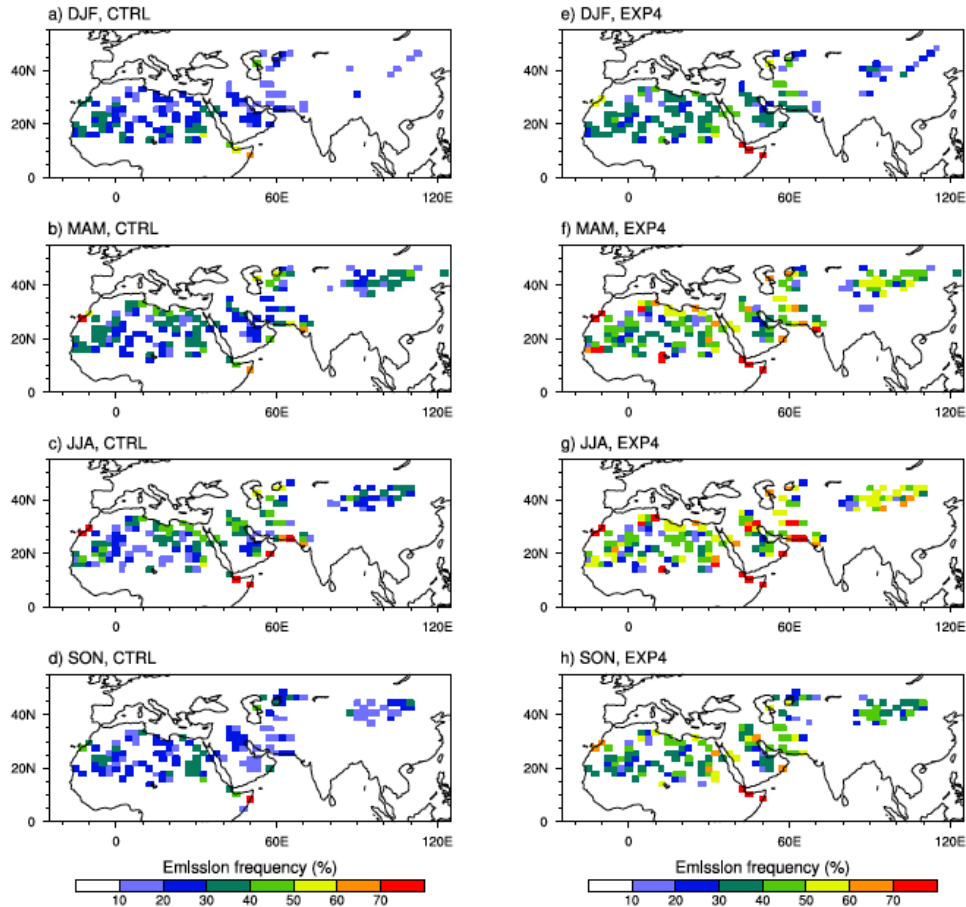 a) DJF, CTRL
e) DJF, EXP4
40N
20N
0
0
60E
120E
40N
20N
0
0
60E
120E
b) MAM, CTRL
f) MAM, EXP4
40N
20N
0
0
60E
120E
40N
20N
0
0
60E
120E
c) JJA, CTRL
g) JJA, EXP4
40N
20N
0
0
60E
120E
40N
20N
0
0
60E
120E
d) SON, CTRL
h) SON, EXP4
40N
20N
0
0
60E
120E
40N
20N
0
0
60E
120E
Emission frequency (%)
Emission frequency (%)
10 20 30 40 50 60 70
10 20 30 40 50 60 70